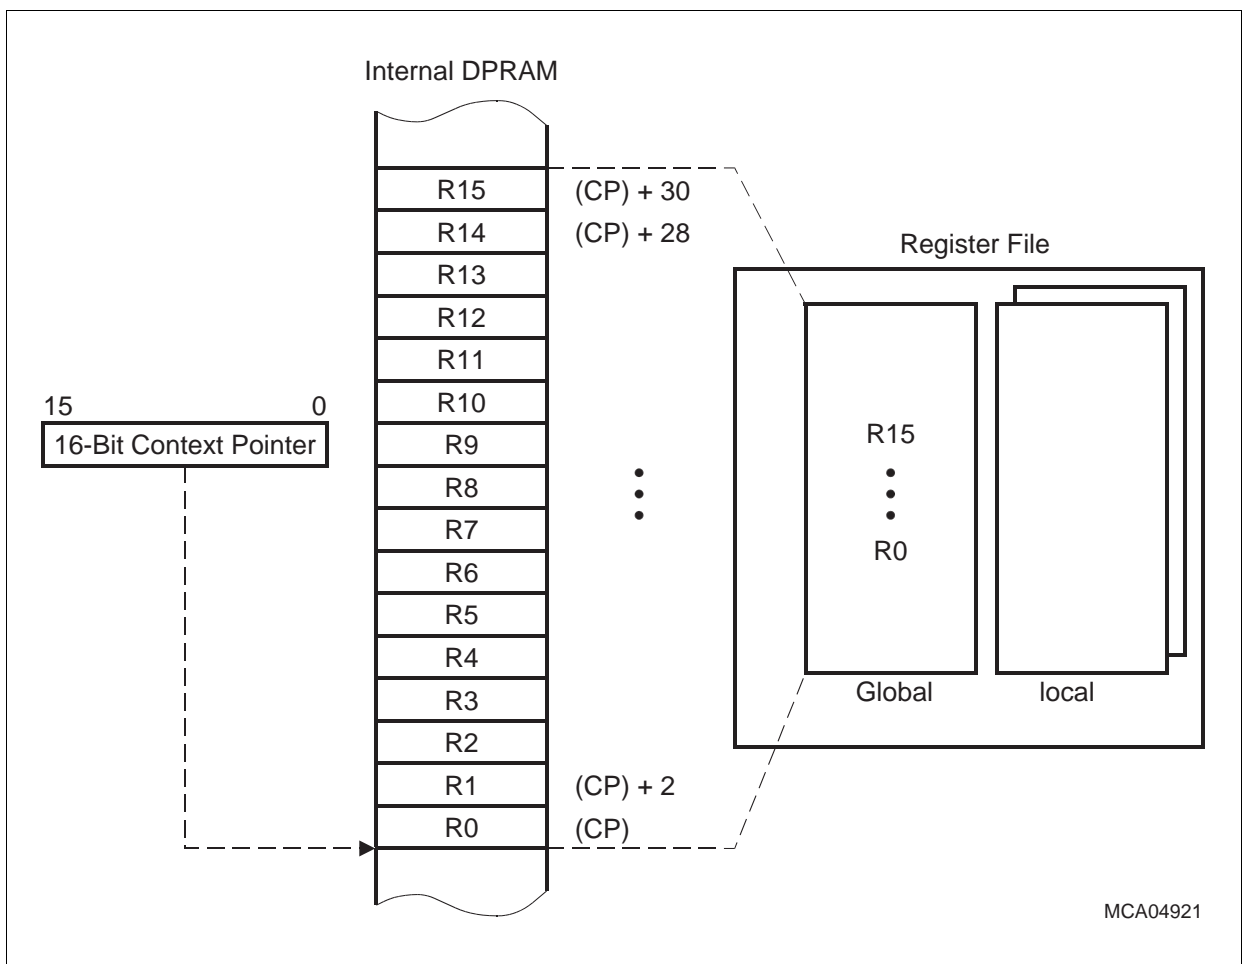 Internal DPRAM
R15 (CP) + 30
R14 (CP) + 28
R13
R12
R11
R10
R9
R8
R7
R6
R5
R4
R3
R2
R1 (CP) + 2
R0 (CP)
15 0
16-Bit Context Pointer
Register File
R15
R0
Global local
MCA04921